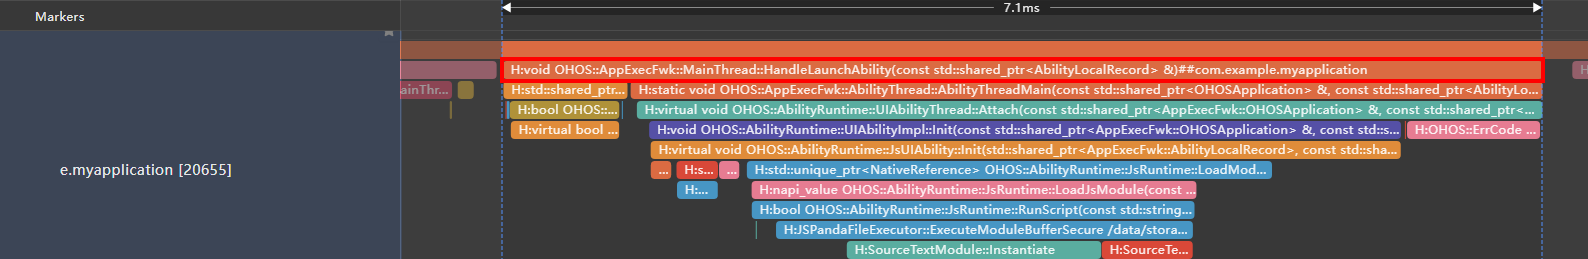 Markers
7.1ms
H:void OHOS::AppExecFwk::MainThread::HandleLaunchAbility(const std::shared_ptr<AbilityLocalRecord> &)##com.example.myapplication
ainThr... H:std::shared_ptr... H:static void OHOS::AppExecFwk::AbilityThread::AbilityThreadMain(const std::shared_ptr<OHOSApplication> &, const std::shared_ptr<AbilityLo...
H:bool OHOS::... H:virtual void OHOS::AbilityRuntime::UIAbilityThread::Attach(const std::shared_ptr<AppExecFwk::OHOSApplication> &, const std::shared_ptr<...
H:virtual bool ... H:void OHOS::AbilityRuntime::UIAbilityImpl::Init(const std::shared_ptr<AppExecFwk::OHOSApplication> &, const std::s... H:OHOS::ErrCode ...
H:virtual void OHOS::AbilityRuntime::JsUIAbility::Init(std::shared_ptr<AppExecFwk::AbilityLocalRecord>, const std::sha...
e.myapplication [20655]
... H:s... ... H:std::unique_ptr<NativeReference> OHOS::AbilityRuntime::JsRuntime::LoadMod...
H:... H:napi_value OHOS::AbilityRuntime::JsRuntime::LoadJsModule(const ...
H:bool OHOS::AbilityRuntime::JsRuntime::RunScript(const std::string...
H:JSPandaFileExecutor::ExecuteModuleBufferSecure /data/stora...
H:SourceTextModule::Instantiate H:SourceTe...